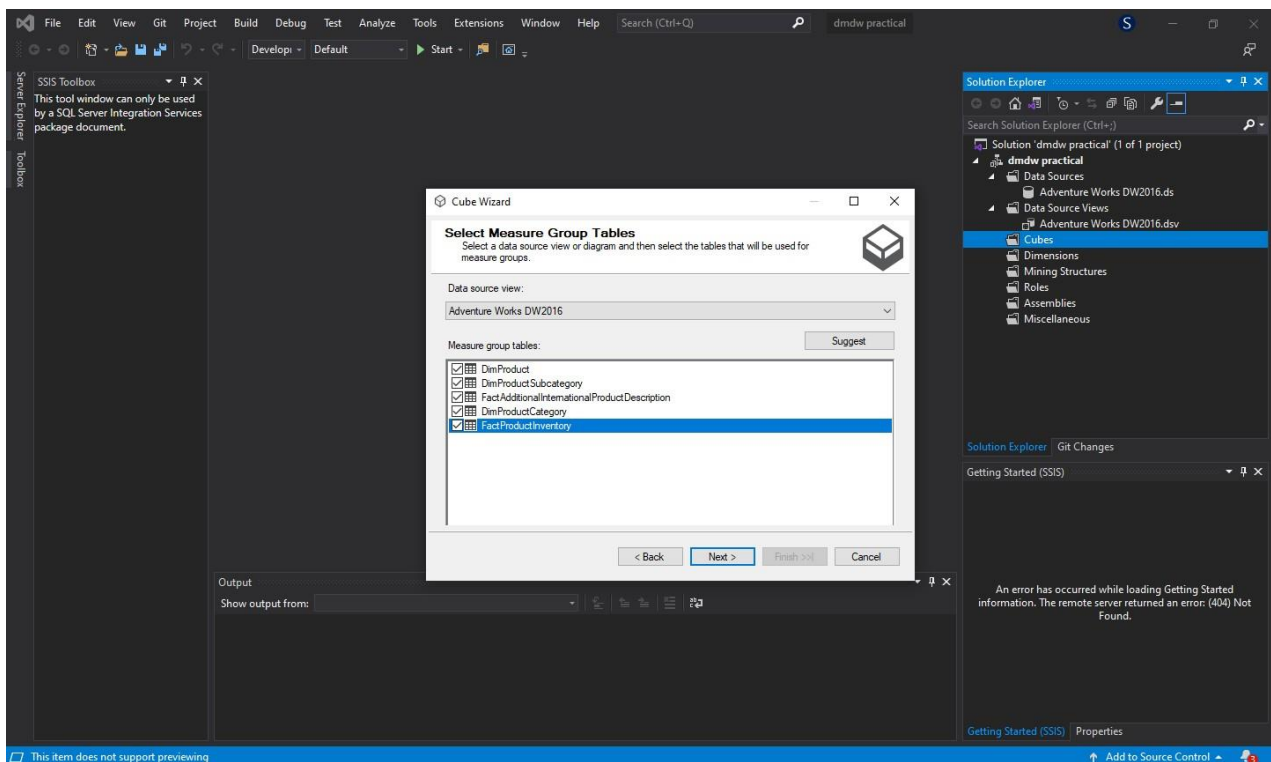 File Edit View Git Project Build Debug Test Analyze Tools Extensions Window Help Search (Ctrl+Q) dmdw practical S
Developr Default Start
Server Explorer
Toolbox
SSIS Toolbox
This tool window can only be used
by a SQL Server Integration Services
package document.
Cube Wizard
Select Measure Group Tables
Select a data source view or diagram and then select the tables that will be used for
measure groups.
Data source view:
Adventure Works DW2016
Measure group tables:
Suggest
DimProduct
DimProductSubcategory
FactAdditionalInternationalProductDescription
DimProductCategory
FactProductInventory
< Back Next > Finish >>| Cancel
Output
Show output from:
Solution Explorer
Search Solution Explorer (Ctrl+;)
Solution 'dmdw practical' (1 of 1 project)
dmdw practical
Data Sources
Adventure Works DW2016.ds
Data Source Views
Adventure Works DW2016.dsv
Cubes
Dimensions
Mining Structures
Roles
Assemblies
Miscellaneous
Solution Explorer Git Changes
Getting Started (SSIS)
An error has occurred while loading Getting Started
information. The remote server returned an error: (404) Not
Found.
Getting Started (SSIS) Properties
This item does not support previewing
Add to Source Control